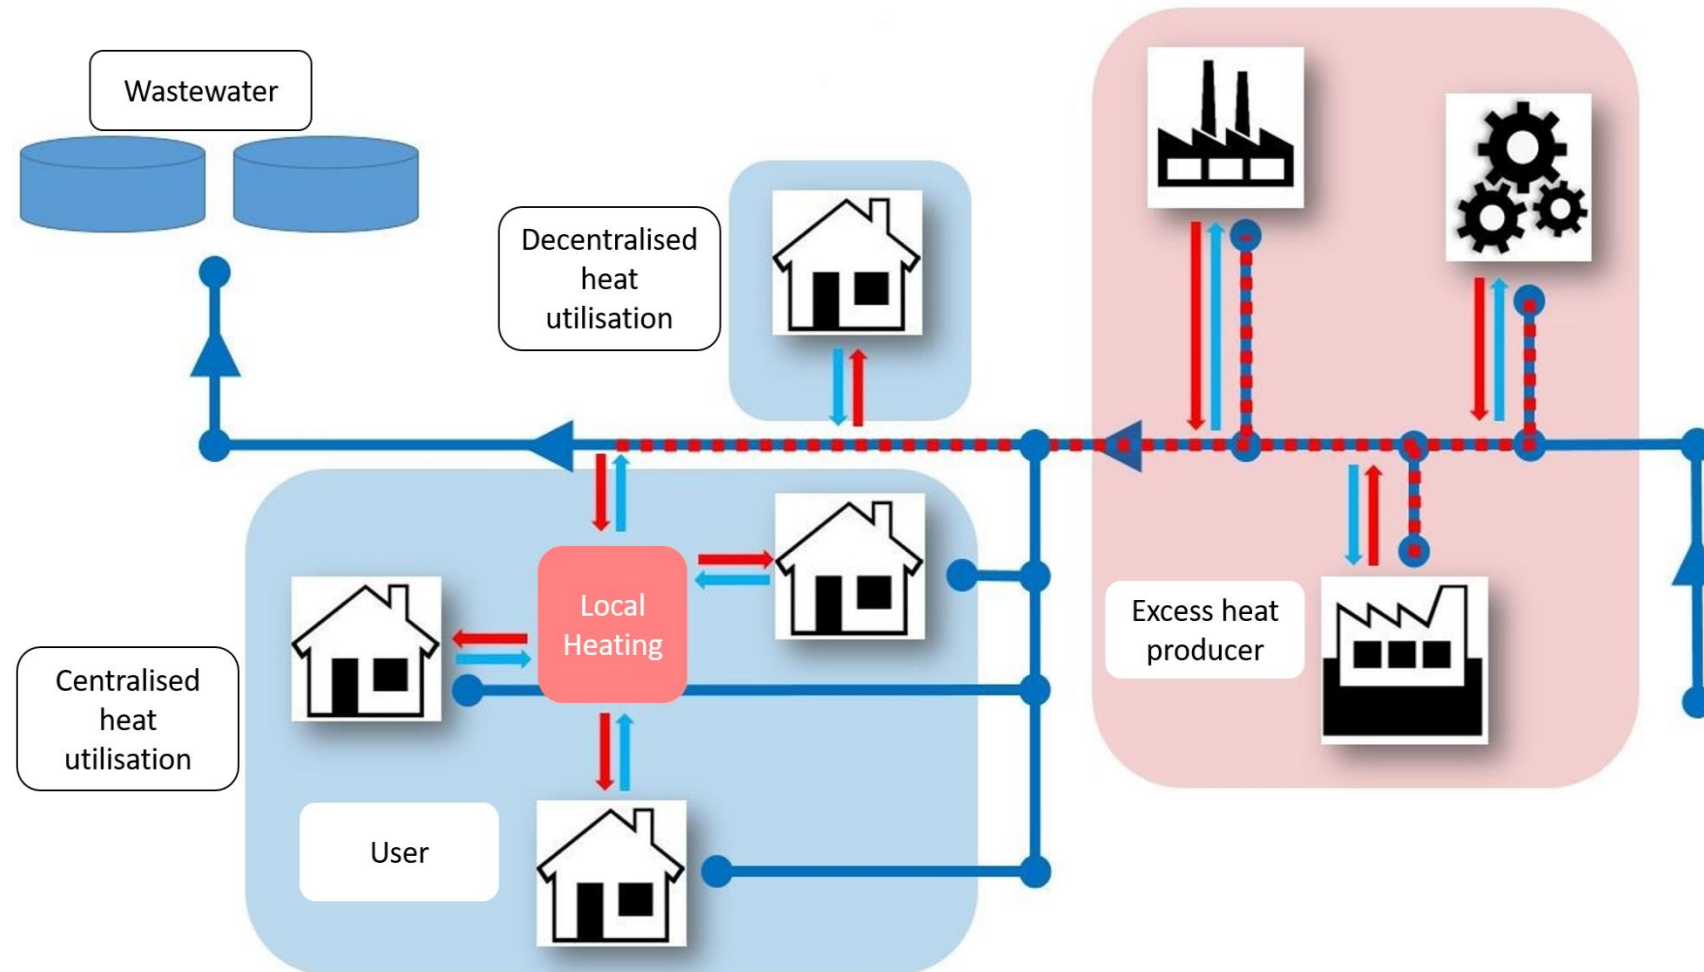 Wastewater
Decentralised
heat
utilisation
Local
Heating
Excess heat
producer
Centralised
heat
utilisation
User